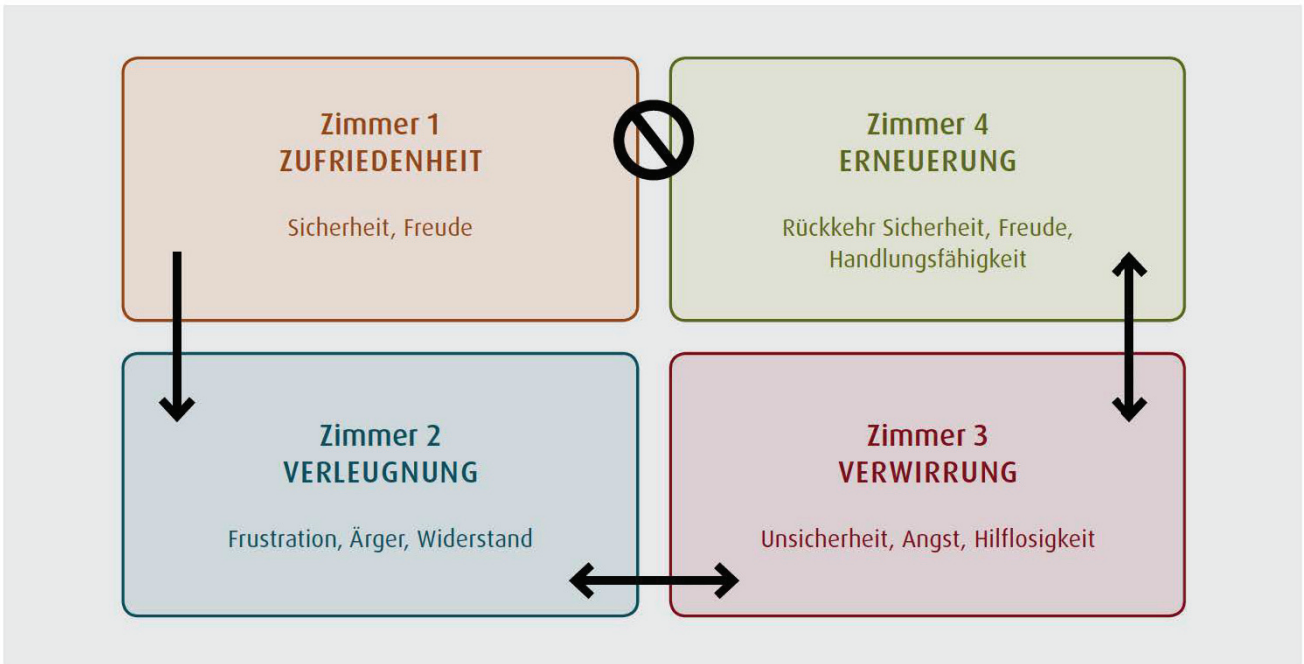 Zimmer 1
ZUFRIEDENHEIT
Sicherheit, Freude
Zimmer 4
ERNEUERUNG
Rückkehr Sicherheit, Freude,
Handlungsfähigkeit
Zimmer 2
VERLEUGNUNG
Frustration, Ärger, Widerstand
Zimmer 3
VERWIRRUNG
Unsicherheit, Angst, Hilflosigkeit